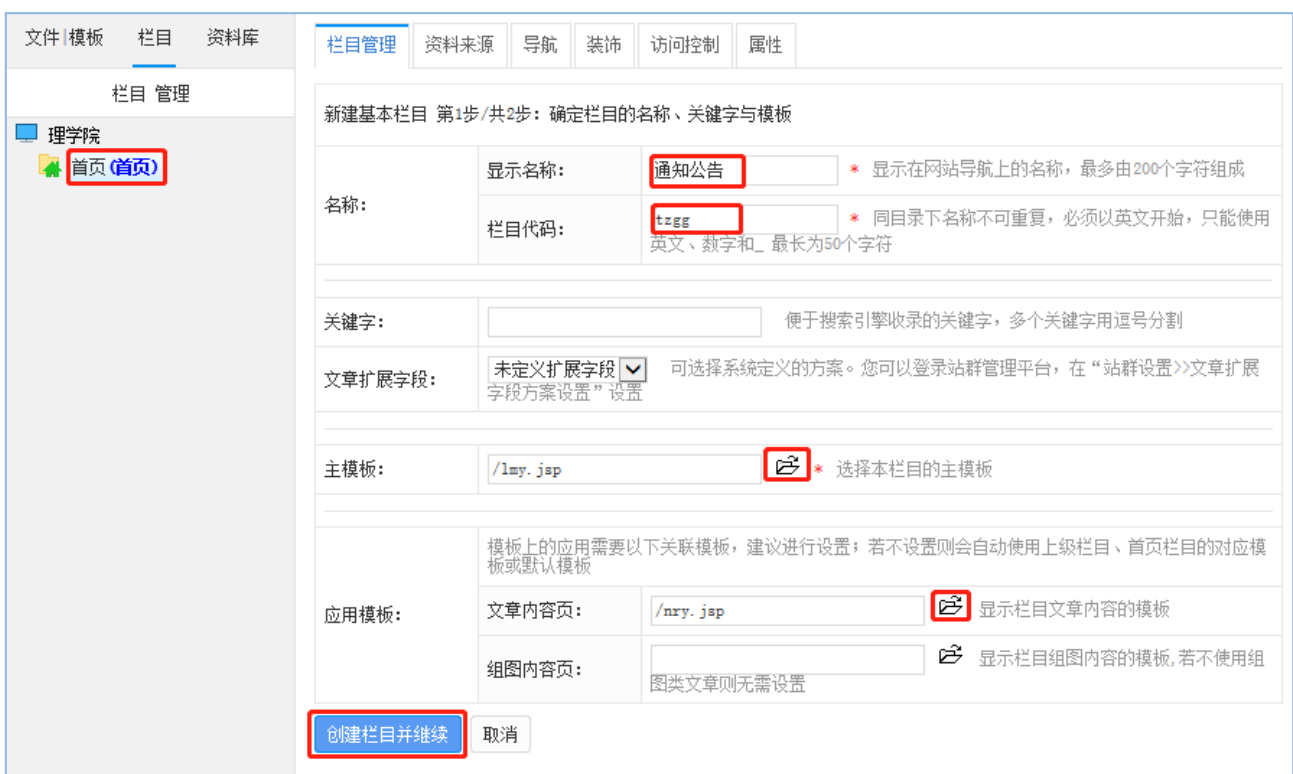 文件|模板 栏目 资料库
栏目 管理
理学院
首页(首页)
栏目管理 资料来源 导航 装饰 访问控制 属性
新建基本栏目 第1步/共2步：确定栏目的名称、关键字与模板
名称：
显示名称：
通知公告
* 显示在网站导航上的名称，最多由200个字符组成
栏目代码：
tzgg
* 同目录下名称不可重复，必须以英文开始，只能使用
英文、数字和_ 最长为50个字符
关键字：
便于搜索引擎收录的关键字，多个关键字用逗号分割
文章扩展字段：
未定义扩展字段
可选择系统定义的方案。您可以登录站群管理平台，在“站群设置>>文章扩展
字段方案设置”设置
主模板：
/lmy.jsp
* 选择本栏目的主模板
应用模板：
模板上的应用需要以下关联模板，建议进行设置；若不设置则会自动使用上级栏目、首页栏目的对应模
板或默认模板
文章内容页：
/nry.jsp
显示栏目文章内容的模板
组图内容页：
显示栏目组图内容的模板,若不使用组
图类文章则无需设置
创建栏目并继续 取消